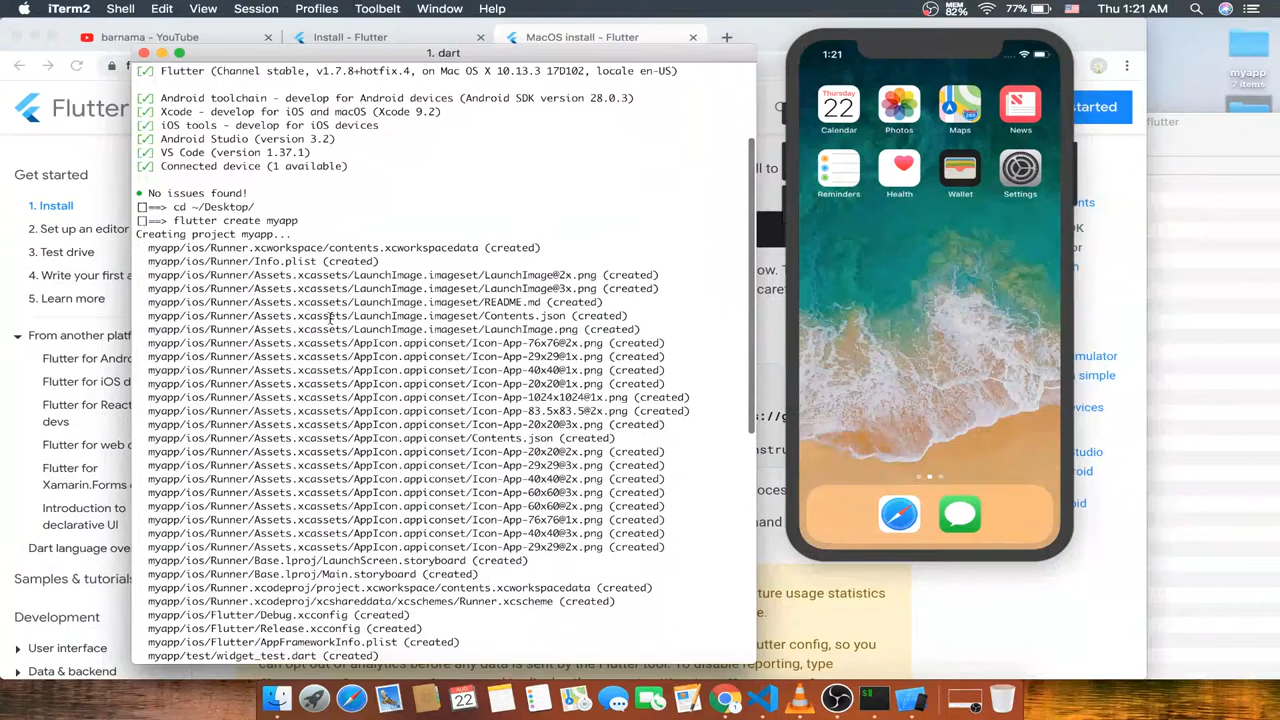 iTerm2 Shell Edit View Session Profiles Toolbelt Window Help
MEM 82% 77% Thu 1:21 AM
barnama - YouTube
Install - Flutter
MacOS install - Flutter
1. dart
Flutter
started
Get started
1. Install
2. Set up an editor
3. Test drive
4. Write your first a
5. Learn more
From another platf
Flutter for Andro
Flutter for iOS d
Flutter for React
devs
Flutter for web d
Flutter for
Xamarin.Forms
Introduction to
declarative UI
Dart language ove
Samples & tutorials
Development
User interface
Data & backend
[✓] Flutter (Channel stable, v1.7.8+hotfix.4, on Mac OS X 10.13.3 17D102, locale en-US)
[✓] Android toolchain - develop for Android devices (Android SDK version 28.0.3)
[✓] Xcode - develop for iOS and macOS (Xcode 9.2)
[✓] iOS tools - develop for iOS devices
[✓] Android Studio (version 3.2)
[✓] VS Code (version 1.37.1)
[✓] Connected device (1 available)
• No issues found!
[]==> cd ~/Desktop/
[]==> flutter create myapp
Creating project myapp...
myapp/ios/Runner.xcworkspace/contents.xcworkspacedata (created)
myapp/ios/Runner/Info.plist (created)
myapp/ios/Runner/Assets.xcassets/LaunchImage.imageset/LaunchImage@2x.png (created)
myapp/ios/Runner/Assets.xcassets/LaunchImage.imageset/LaunchImage@3x.png (created)
myapp/ios/Runner/Assets.xcassets/LaunchImage.imageset/README.md (created)
myapp/ios/Runner/Assets.xcassets/LaunchImage.imageset/Contents.json (created)
myapp/ios/Runner/Assets.xcassets/LaunchImage.imageset/LaunchImage.png (created)
myapp/ios/Runner/Assets.xcassets/AppIcon.appiconset/Icon-App-76x76@2x.png (created)
myapp/ios/Runner/Assets.xcassets/AppIcon.appiconset/Icon-App-29x29@1x.png (created)
myapp/ios/Runner/Assets.xcassets/AppIcon.appiconset/Icon-App-40x40@1x.png (created)
myapp/ios/Runner/Assets.xcassets/AppIcon.appiconset/Icon-App-20x20@1x.png (created)
myapp/ios/Runner/Assets.xcassets/AppIcon.appiconset/Icon-App-1024x1024@1x.png (created)
myapp/ios/Runner/Assets.xcassets/AppIcon.appiconset/Icon-App-83.5x83.5@2x.png (created)
myapp/ios/Runner/Assets.xcassets/AppIcon.appiconset/Icon-App-20x20@3x.png (created)
myapp/ios/Runner/Assets.xcassets/AppIcon.appiconset/Contents.json (created)
myapp/ios/Runner/Assets.xcassets/AppIcon.appiconset/Icon-App-20x20@2x.png (created)
myapp/ios/Runner/Assets.xcassets/AppIcon.appiconset/Icon-App-29x29@3x.png (created)
myapp/ios/Runner/Assets.xcassets/AppIcon.appiconset/Icon-App-40x40@2x.png (created)
myapp/ios/Runner/Assets.xcassets/AppIcon.appiconset/Icon-App-60x60@3x.png (created)
myapp/ios/Runner/Assets.xcassets/AppIcon.appiconset/Icon-App-60x60@2x.png (created)
myapp/ios/Runner/Assets.xcassets/AppIcon.appiconset/Icon-App-76x76@1x.png (created)
myapp/ios/Runner/Assets.xcassets/AppIcon.appiconset/Icon-App-40x40@3x.png (created)
myapp/ios/Runner/Assets.xcassets/AppIcon.appiconset/Icon-App-29x29@2x.png (created)
myapp/ios/Runner/Base.lproj/LaunchScreen.storyboard (created)
myapp/ios/Runner/Base.lproj/Main.storyboard (created)
myapp/ios/Runner.xcodeproj/project.xcworkspace/contents.xcworkspacedata (created)
myapp/ios/Runner.xcodeproj/xcshareddata/xcschemes/Runner.xcscheme (created)
myapp/ios/Flutter/Debug.xcconfig (created)
myapp/ios/Flutter/Release.xcconfig (created)
myapp/ios/Flutter/AppFrameworkInfo.plist (created)
myapp/test/widget_test.dart (created)
can opt out of analytics before any data is sent by the Flutter tool. To disable reporting, type
ture usage statistics
e.
utter config, so you
1:21
Thursday
22
Calendar
Photos
Maps
News
Reminders
Health
Wallet
Settings
myapp
flutter
ents
DK
emulator
a simple
evices
Studio
roid
id